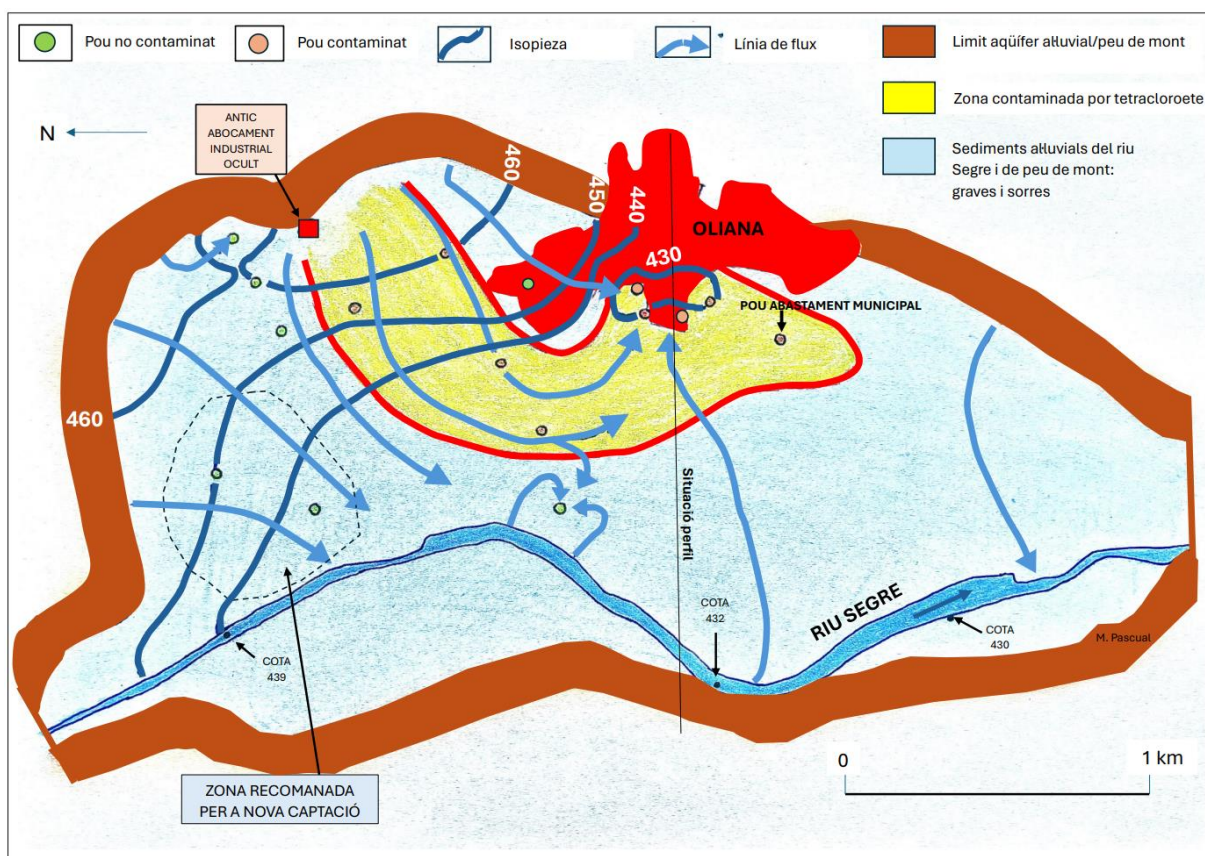 Pou no contaminat
Pou contaminat
Isopieza
Línia de flux
Limit aqüífer al·luvial/peu de mont
Zona contaminada por tetracloroete
Sediments al·luvials del riu
Segre i de peu de mont:
graves i sorres
N
ANTIC
ABOCAMENT
INDUSTRIAL
OCULT
460
450
440
OLIANA
430
POU ABASTAMENT MUNICIPAL
460
Situació perfil
COTA
432
RIU SEGRE
COTA
430
M. Pascual
COTA
439
ZONA RECOMANADA
PER A NOVA CAPTACIÓ
0
1 km